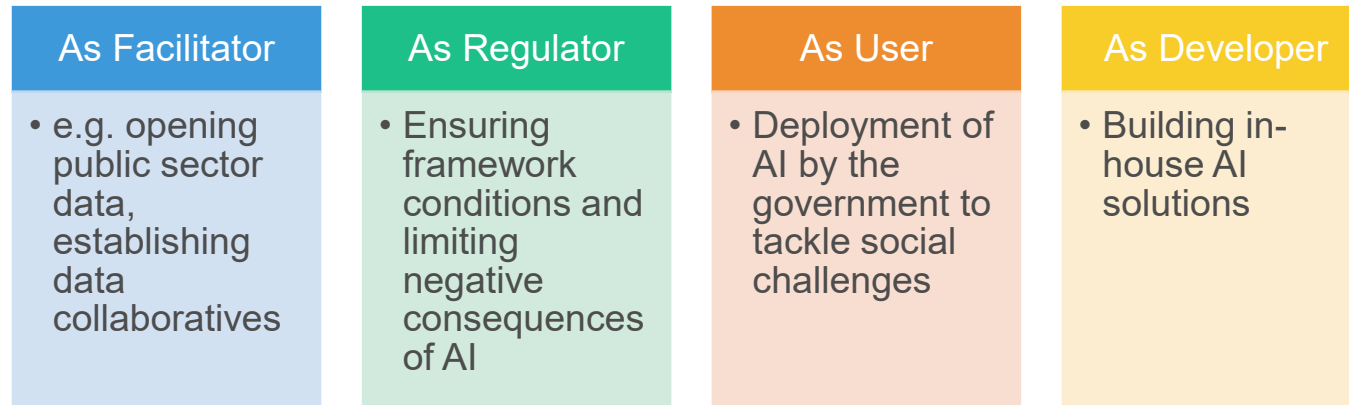 As Facilitator
• e.g. opening
public sector
data,
establishing
data
collaboratives
As Regulator
• Ensuring
framework
conditions and
limiting
negative
consequences
of AI
As User
• Deployment of
AI by the
government to
tackle social
challenges
As Developer
• Building in-
house AI
solutions